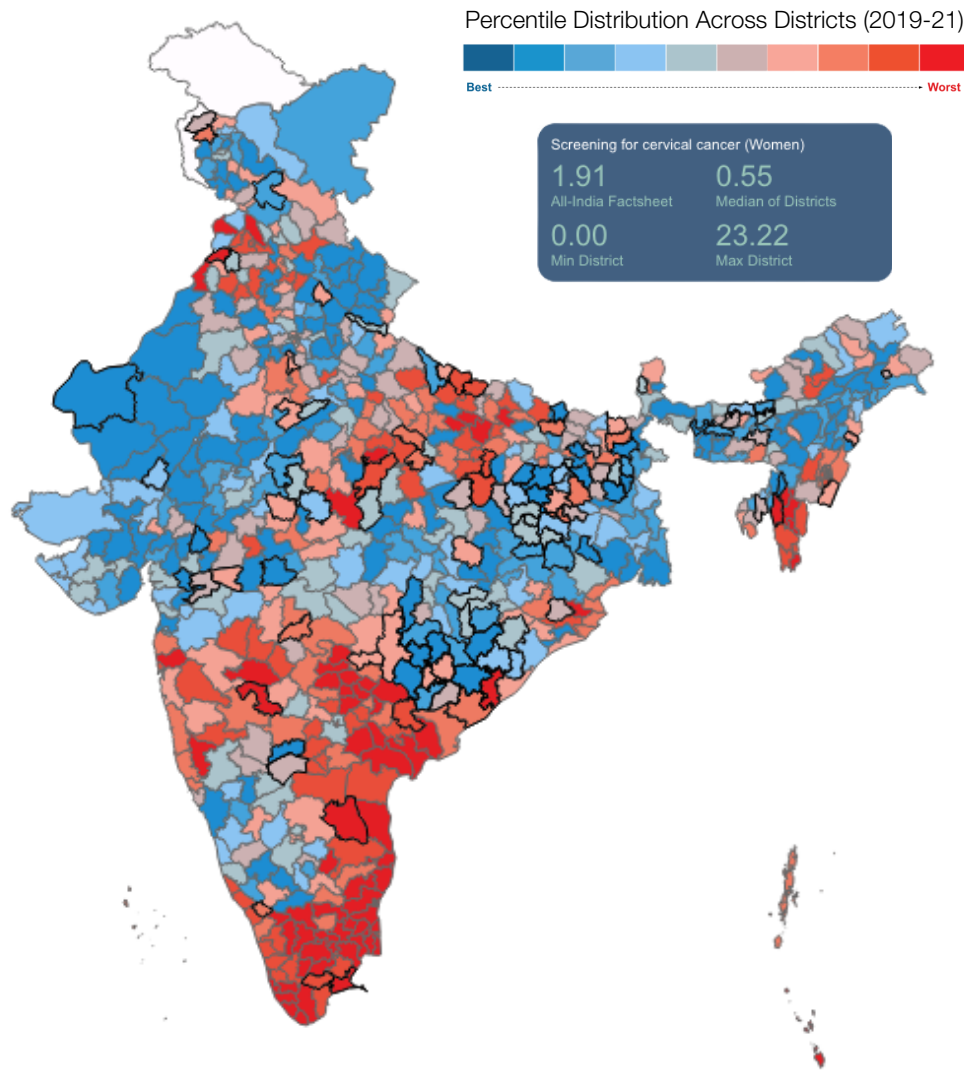 Percentile Distribution Across Districts (2019-21)
Best
Worst
Screening for cervical cancer (Women)
1.91
0.55
All-India Factsheet
Median of Districts
0.00
23.22
Min District
Max District